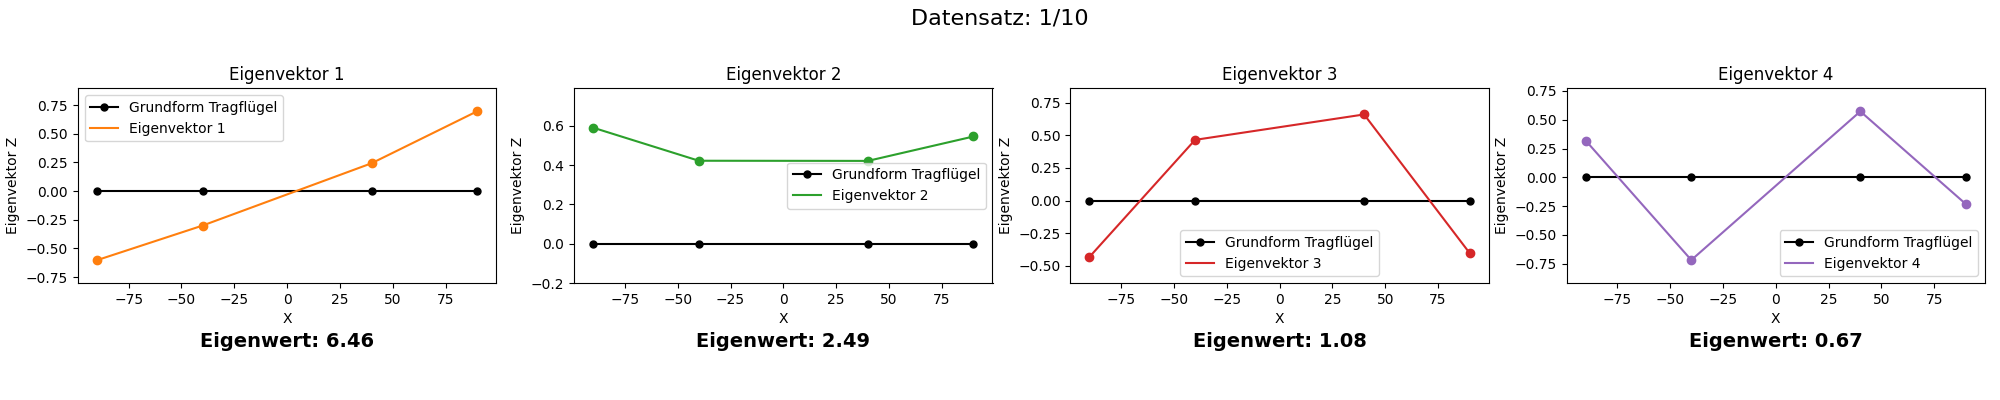 Datensatz: 1/10
Eigenvektor 1
Eigenvektor Z
0.75
0.50
0.25
0.00
−0.25
−0.50
−0.75
Grundform Tragflügel
Eigenvektor 1
−75 −50 −25 0 25 50 75
X
Eigenwert: 6.46
Eigenvektor 2
Eigenvektor Z
0.6
0.4
0.2
0.0
−0.2
Grundform Tragflügel
Eigenvektor 2
−75 −50 −25 0 25 50 75
X
Eigenwert: 2.49
Eigenvektor 3
Eigenvektor Z
0.75
0.50
0.25
0.00
−0.25
−0.50
Grundform Tragflügel
Eigenvektor 3
−75 −50 −25 0 25 50 75
X
Eigenwert: 1.08
Eigenvektor 4
Eigenvektor Z
0.75
0.50
0.25
0.00
−0.25
−0.50
−0.75
Grundform Tragflügel
Eigenvektor 4
−75 −50 −25 0 25 50 75
X
Eigenwert: 0.67